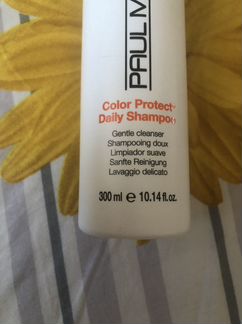 PAUL M
Color Protect™
Daily Shampoo
Gentle cleanser
Shampooing doux
Limpiador suave
Sanfte Reinigung
Lavaggio delicato
300 ml ℮ 10.14 fl.oz.